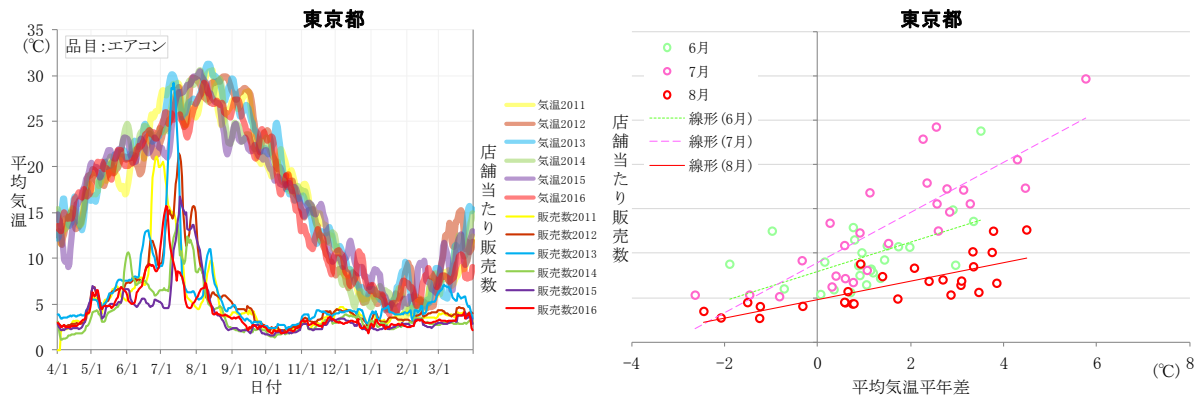 東京都
35
(℃)
30
25
20
15
10
5
0
品目:エアコン
平均気温
4/1 5/1 6/1 7/1 8/1 9/1 10/1 11/1 12/1 1/1 2/1 3/1
日付
店舗当たり販売数
気温2011
気温2012
気温2013
気温2014
気温2015
気温2016
販売数2011
販売数2012
販売数2013
販売数2014
販売数2015
販売数2016
東京都
店舗当たり販売数
6月
7月
8月
線形 (6月)
線形 (7月)
線形 (8月)
-4 -2 0 2 4 6 8
(℃)
平均気温平年差